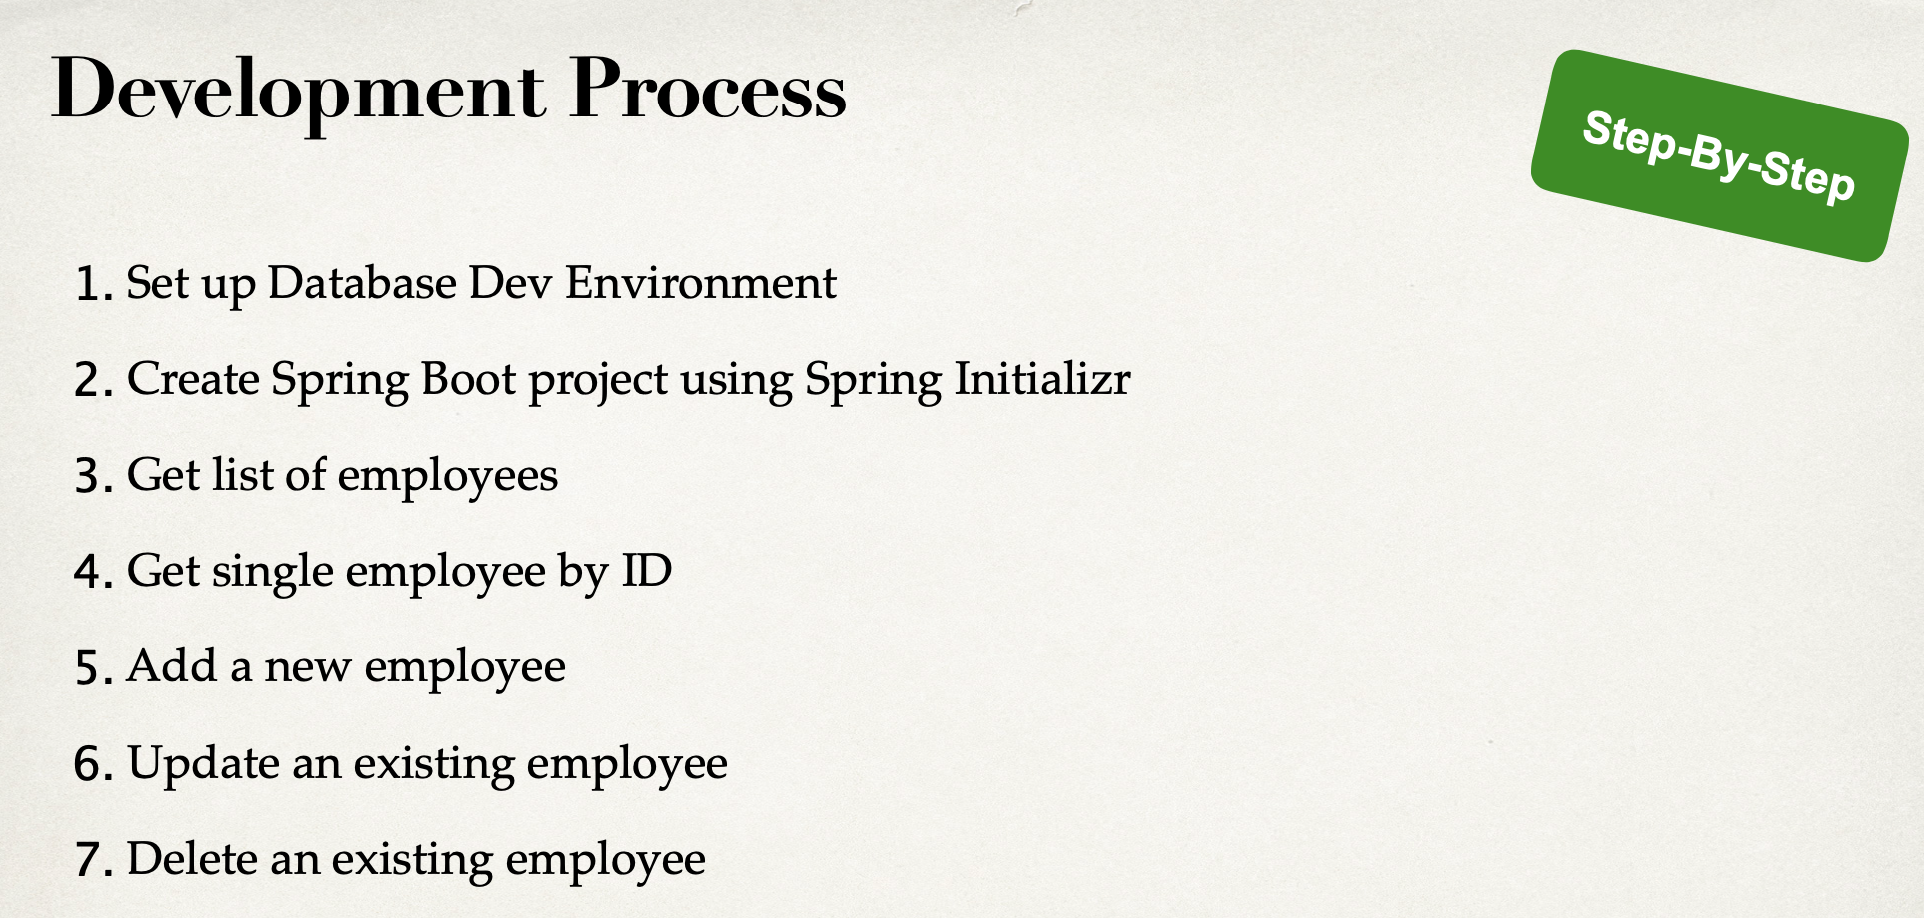 Development Process
Step-By-Step
1. Set up Database Dev Environment
2. Create Spring Boot project using Spring Initializr
3. Get list of employees
4. Get single employee by ID
5. Add a new employee
6. Update an existing employee
7. Delete an existing employee